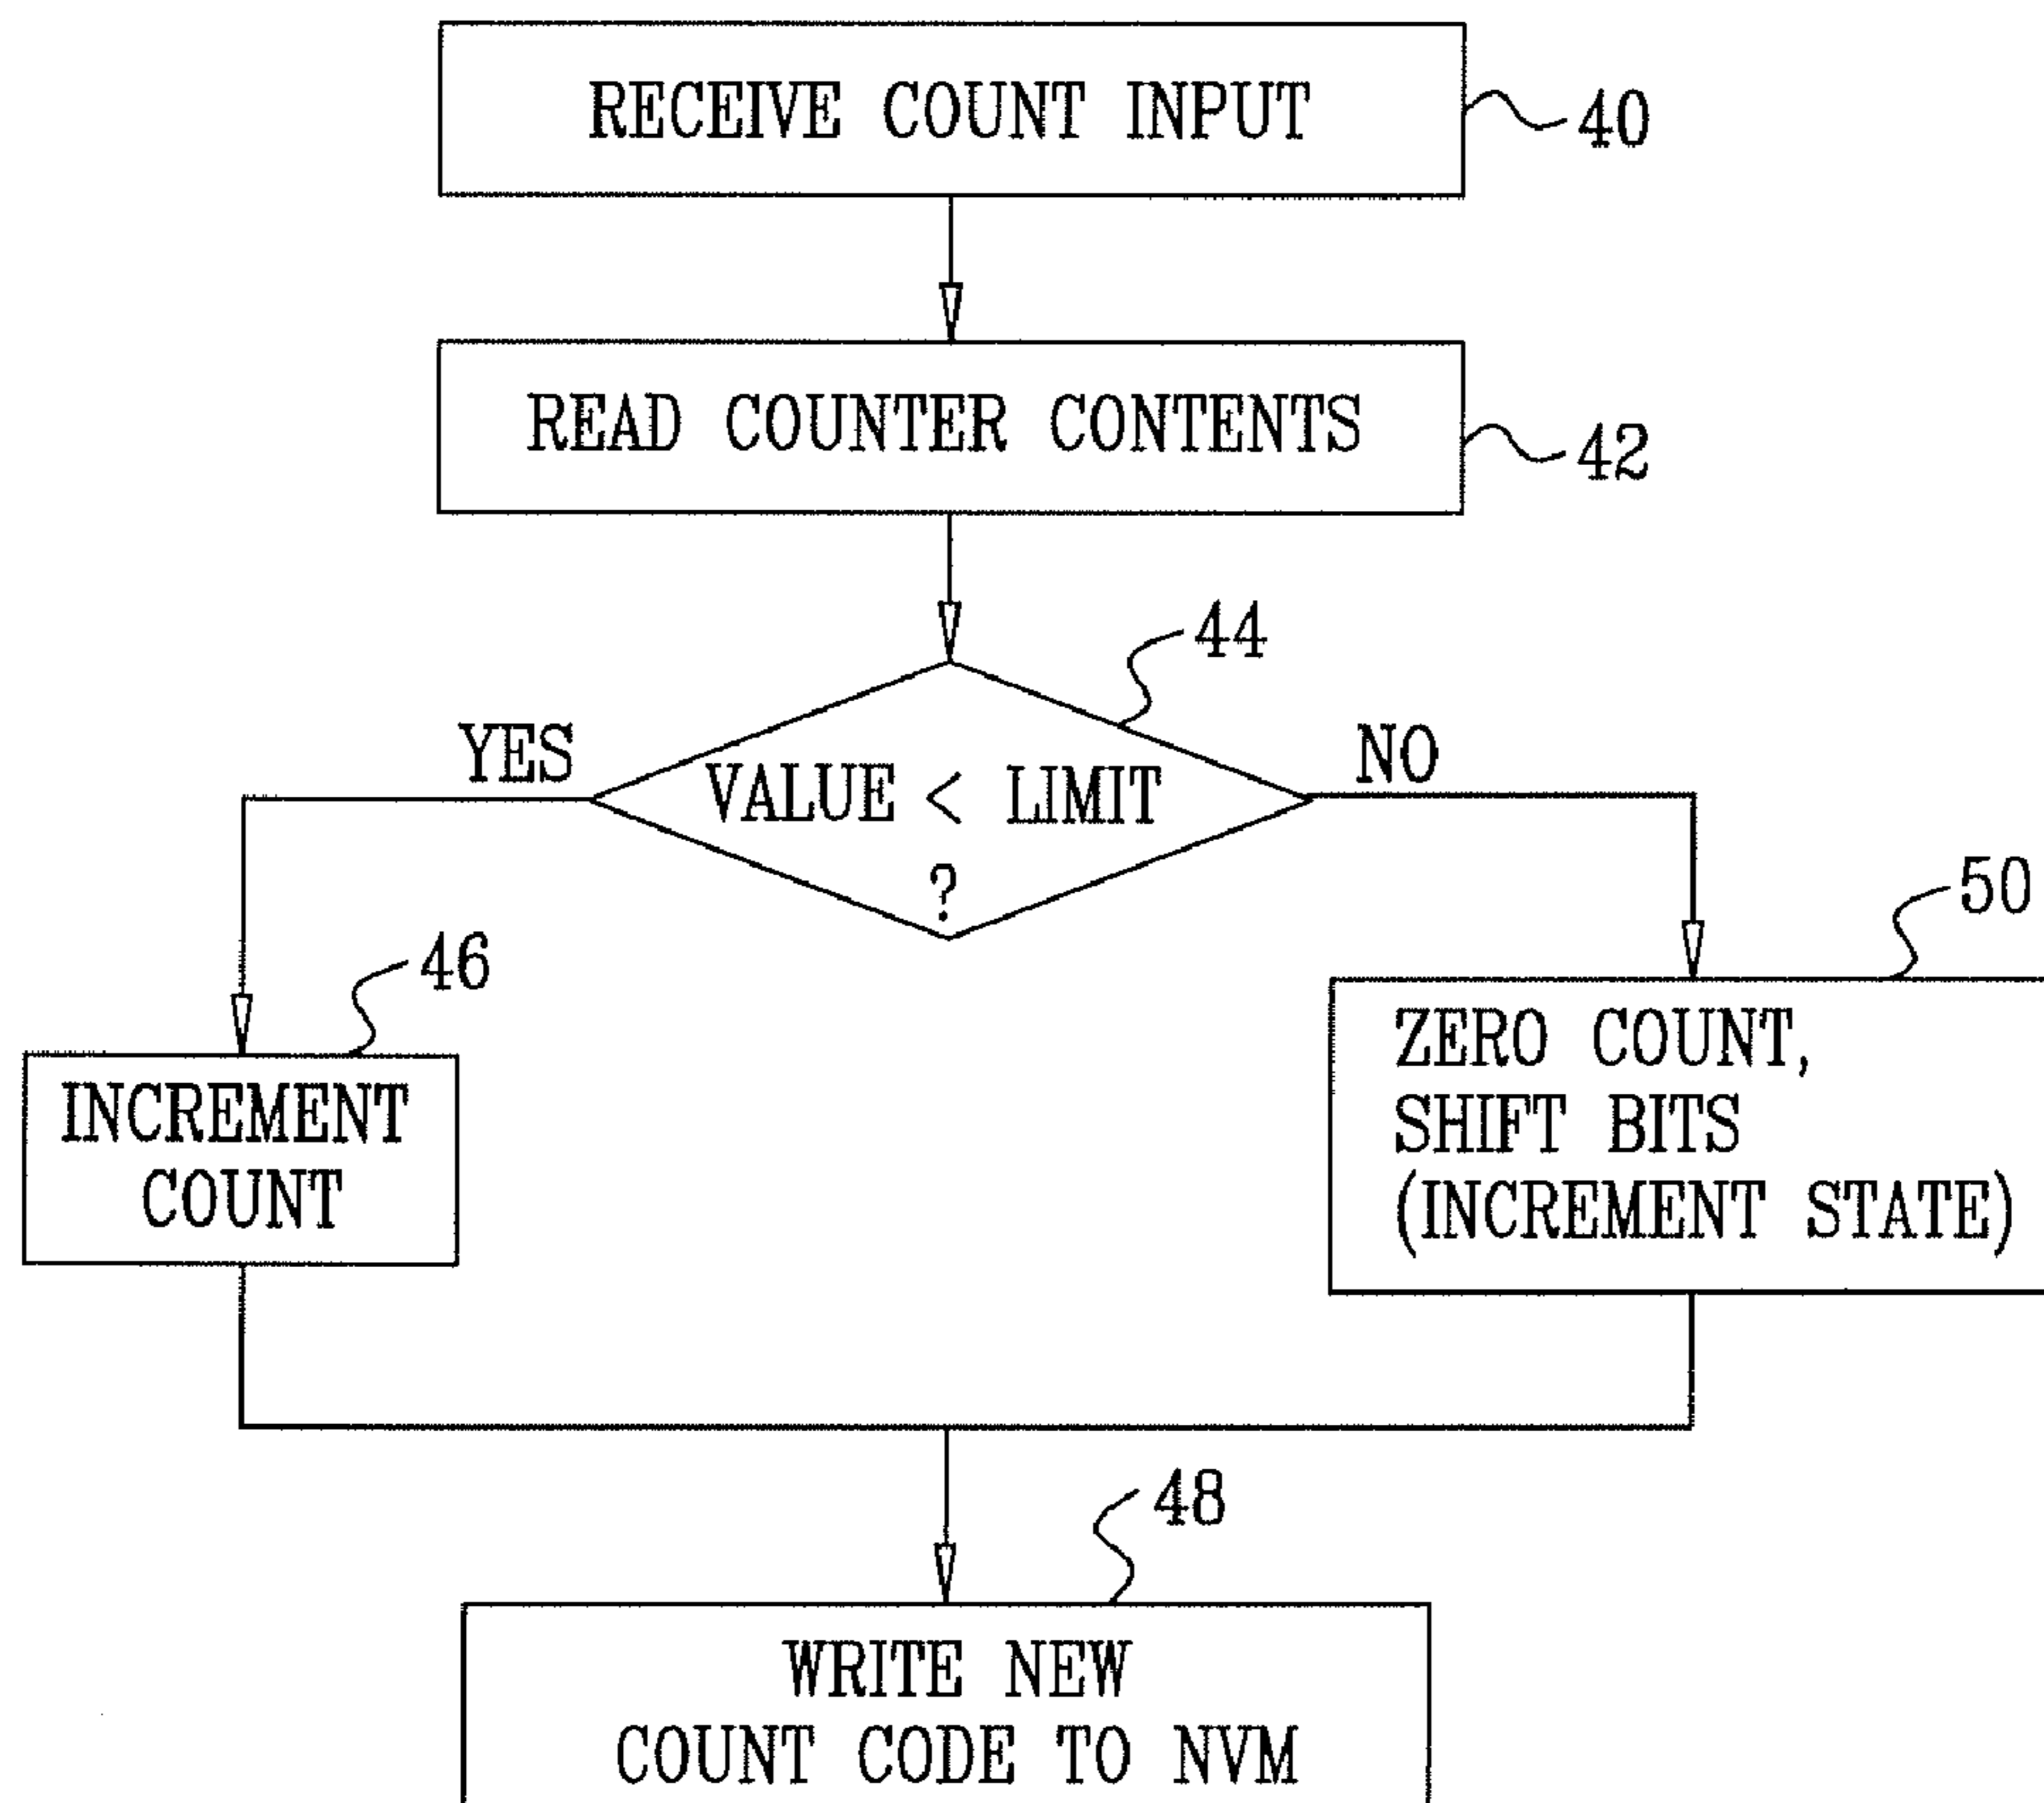 RECEIVE COUNT INPUT
40
READ COUNTER CONTENTS
42
44
YES
VALUE < LIMIT
?
NO
50
46
INCREMENT
COUNT
ZERO COUNT,
SHIFT BITS
(INCREMENT STATE)
48
WRITE NEW
COUNT CODE TO NVM